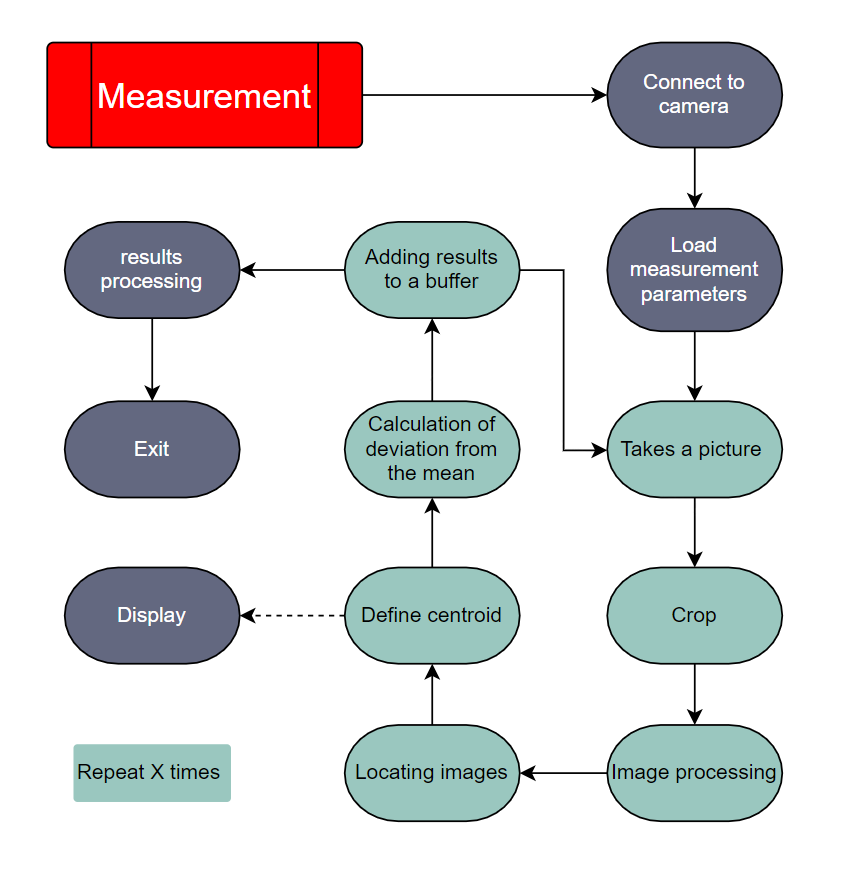 Measurement
Connect to
camera
Load
measurement
parameters
results
processing
Adding results
to a buffer
Exit
Calculation of
deviation from
the mean
Takes a picture
Display
Define centroid
Crop
Repeat X times
Locating images
Image processing